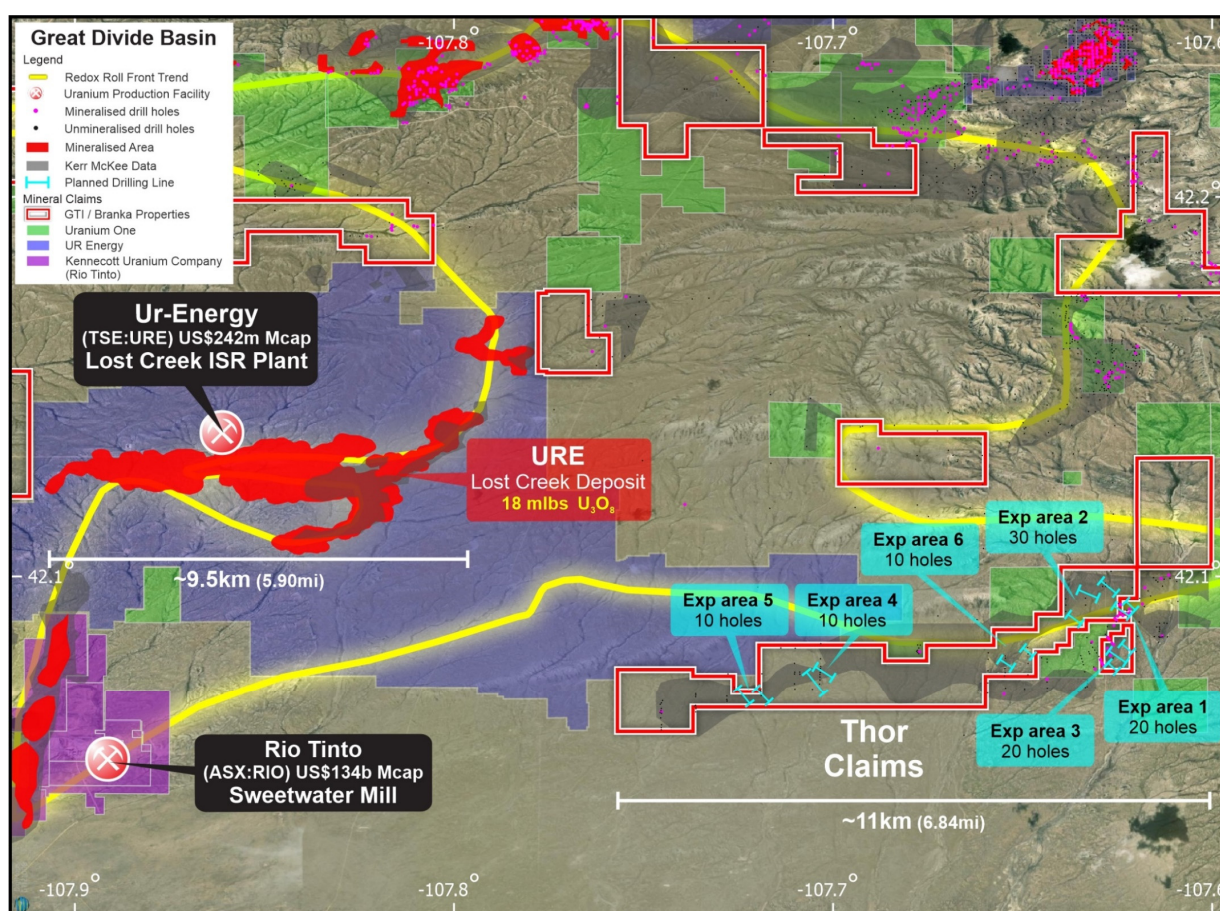 Great Divide Basin
Legend
Redox Roll Front Trend
Uranium Production Facility
Mineralised drill holes
Unmineralised drill holes
Mineralised Area
Kerr McKee Data
Planned Drilling Line
Mineral Claims
GTI / Branka Properties
Uranium One
UR Energy
Kennecott Uranium Company
(Rio Tinto)
-107.8°
-107.7°
-107.6
42.2°
Ur-Energy
(TSE:URE) US$242m Mcap
Lost Creek ISR Plant
URE
Lost Creek Deposit
18 mlbs U₃O₈
~9.5km (5.90mi)
42.1°
42.1°
Exp area 2
30 holes
Exp area 6
10 holes
Exp area 5
10 holes
Exp area 4
10 holes
Exp area 1
20 holes
Exp area 3
20 holes
Thor
Claims
~11km (6.84mi)
Rio Tinto
(ASX:RIO) US$134b Mcap
Sweetwater Mill
-107.9°
-107.8°
-107.7°
-107.6